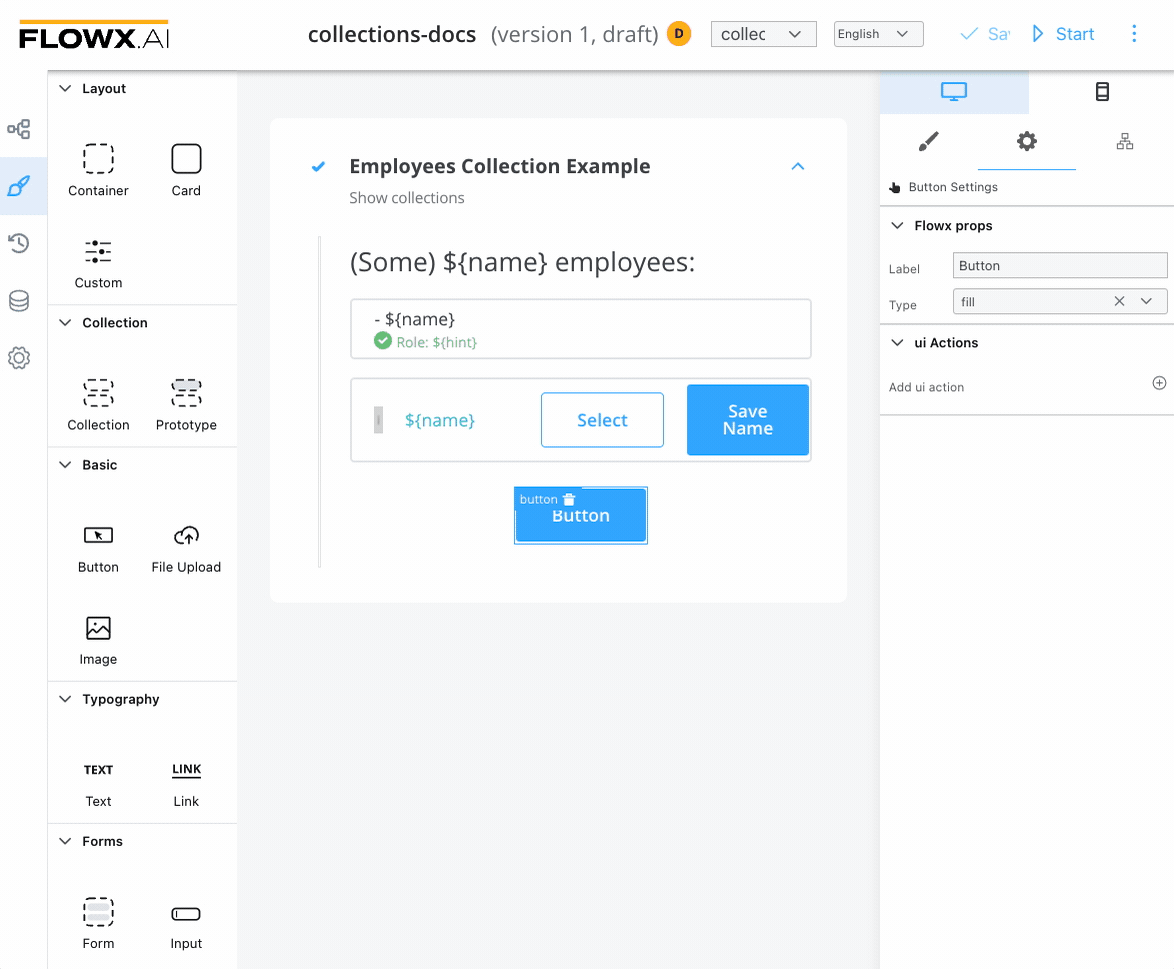 FLOWX.AI
collections-docs (version 1, draft) D
collec
English
Start
Layout
Container
Card
Custom
Collection
Collection
Prototype
Basic
Button
File Upload
Image
Typography
TEXT
Text
LINK
Link
Forms
Form
Input
Employees Collection Example
Show collections
(Some) ${name} employees:
- ${name}
Role: ${hint}
${name}
Select
Save
Name
button
Button
Button Settings
Flowx props
Label
Button
Type
fill
ui Actions
Add ui action